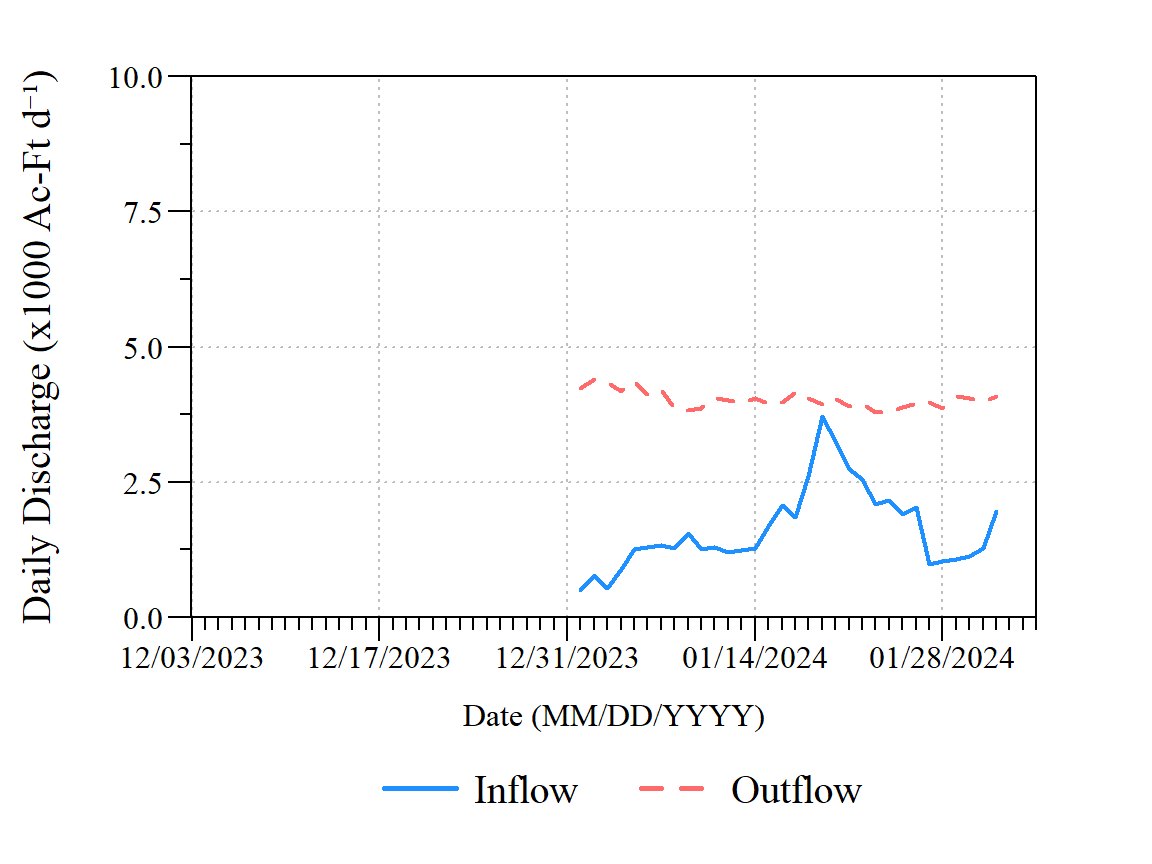 Daily Discharge (x1000 Ac-Ft d⁻¹)
10.0
7.5
5.0
2.5
0.0
12/03/2023 12/17/2023 12/31/2023 01/14/2024 01/28/2024
Date (MM/DD/YYYY)
Inflow Outflow